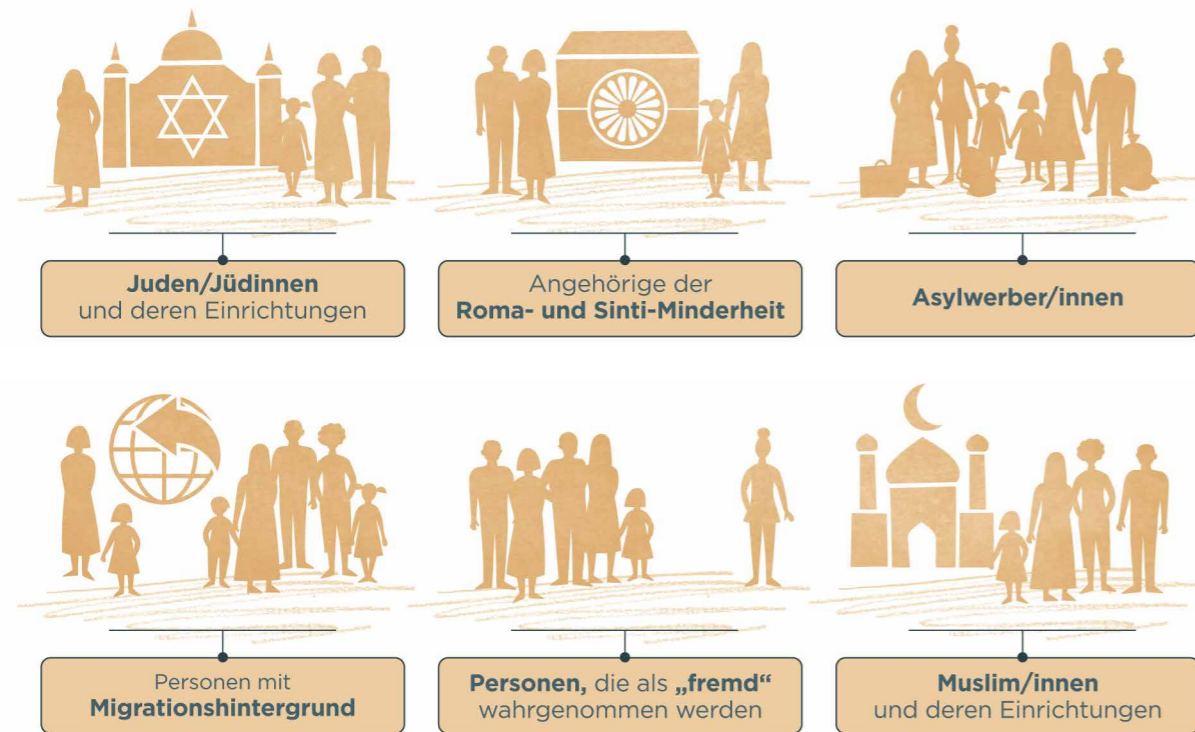 Juden/Jüdinnen
und deren Einrichtungen
Angehörige der
Roma- und Sinti-Minderheit
Asylwerber/innen
Personen mit
Migrationshintergrund
Personen, die als „fremd“
wahrgenommen werden
Muslim/innen
und deren Einrichtungen